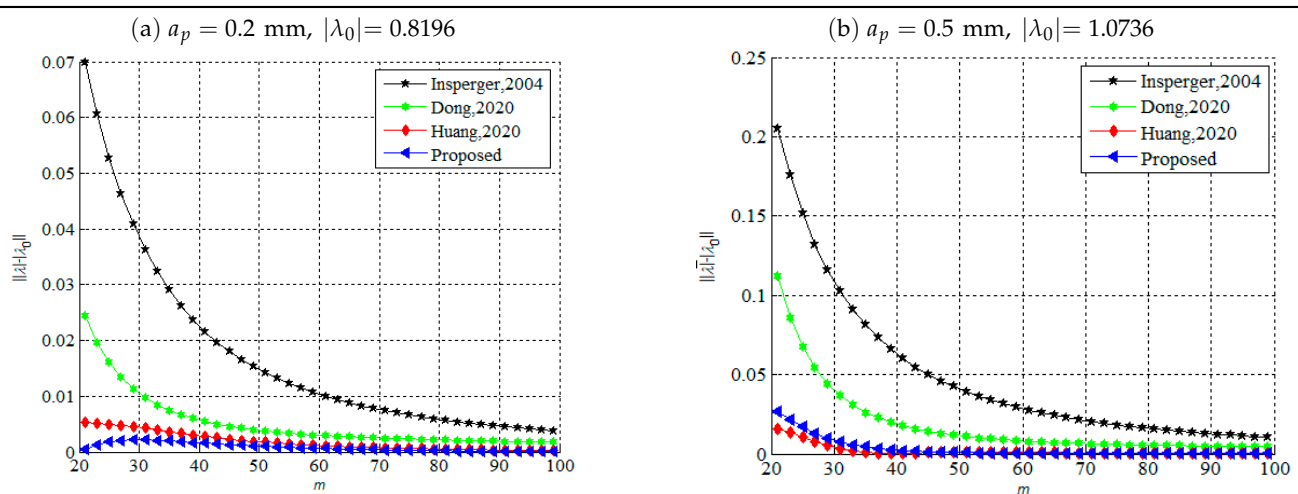 (a) a_p = 0.2 mm, |λ_0|= 0.8196
0.07
0.06
0.05
0.04
0.03
0.02
0.01
0
||λ|-|λ_0||
20 30 40 50 60 70 80 90 100
m
Insperger,2004
Dong,2020
Huang,2020
Proposed
(b) a_p = 0.5 mm, |λ_0|= 1.0736
0.25
0.2
0.15
0.1
0.05
0
||λ̄|-|λ_0||
20 30 40 50 60 70 80 90 100
m
Insperger,2004
Dong,2020
Huang,2020
Proposed